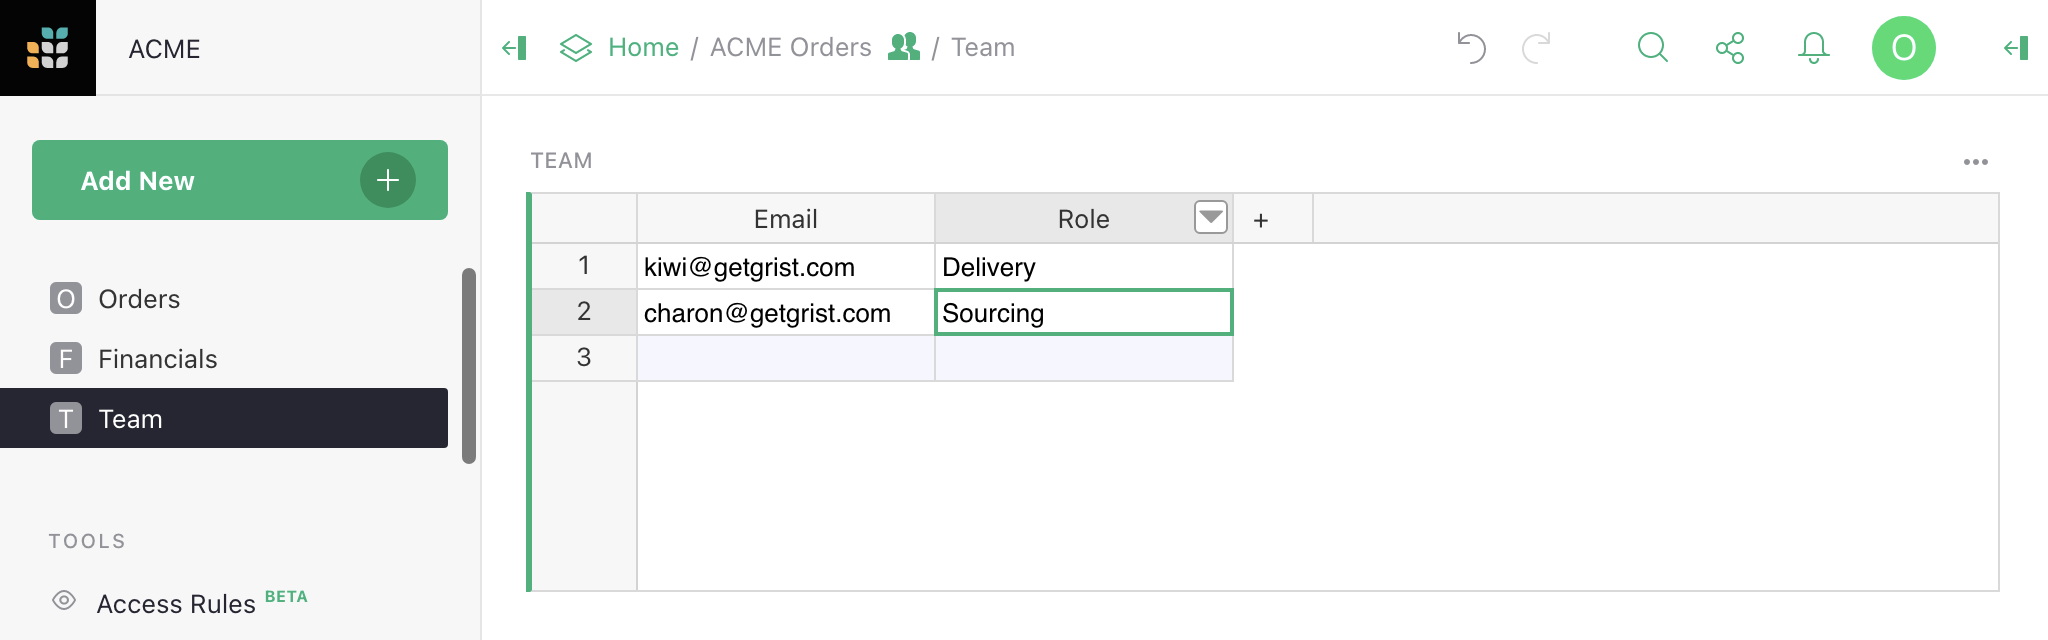 ACME
Home / ACME Orders / Team
O
Add New +
O Orders
F Financials
T Team
TOOLS
Access Rules BETA
TEAM
Email Role +
1 kiwi@getgrist.com Delivery
2 charon@getgrist.com Sourcing
3